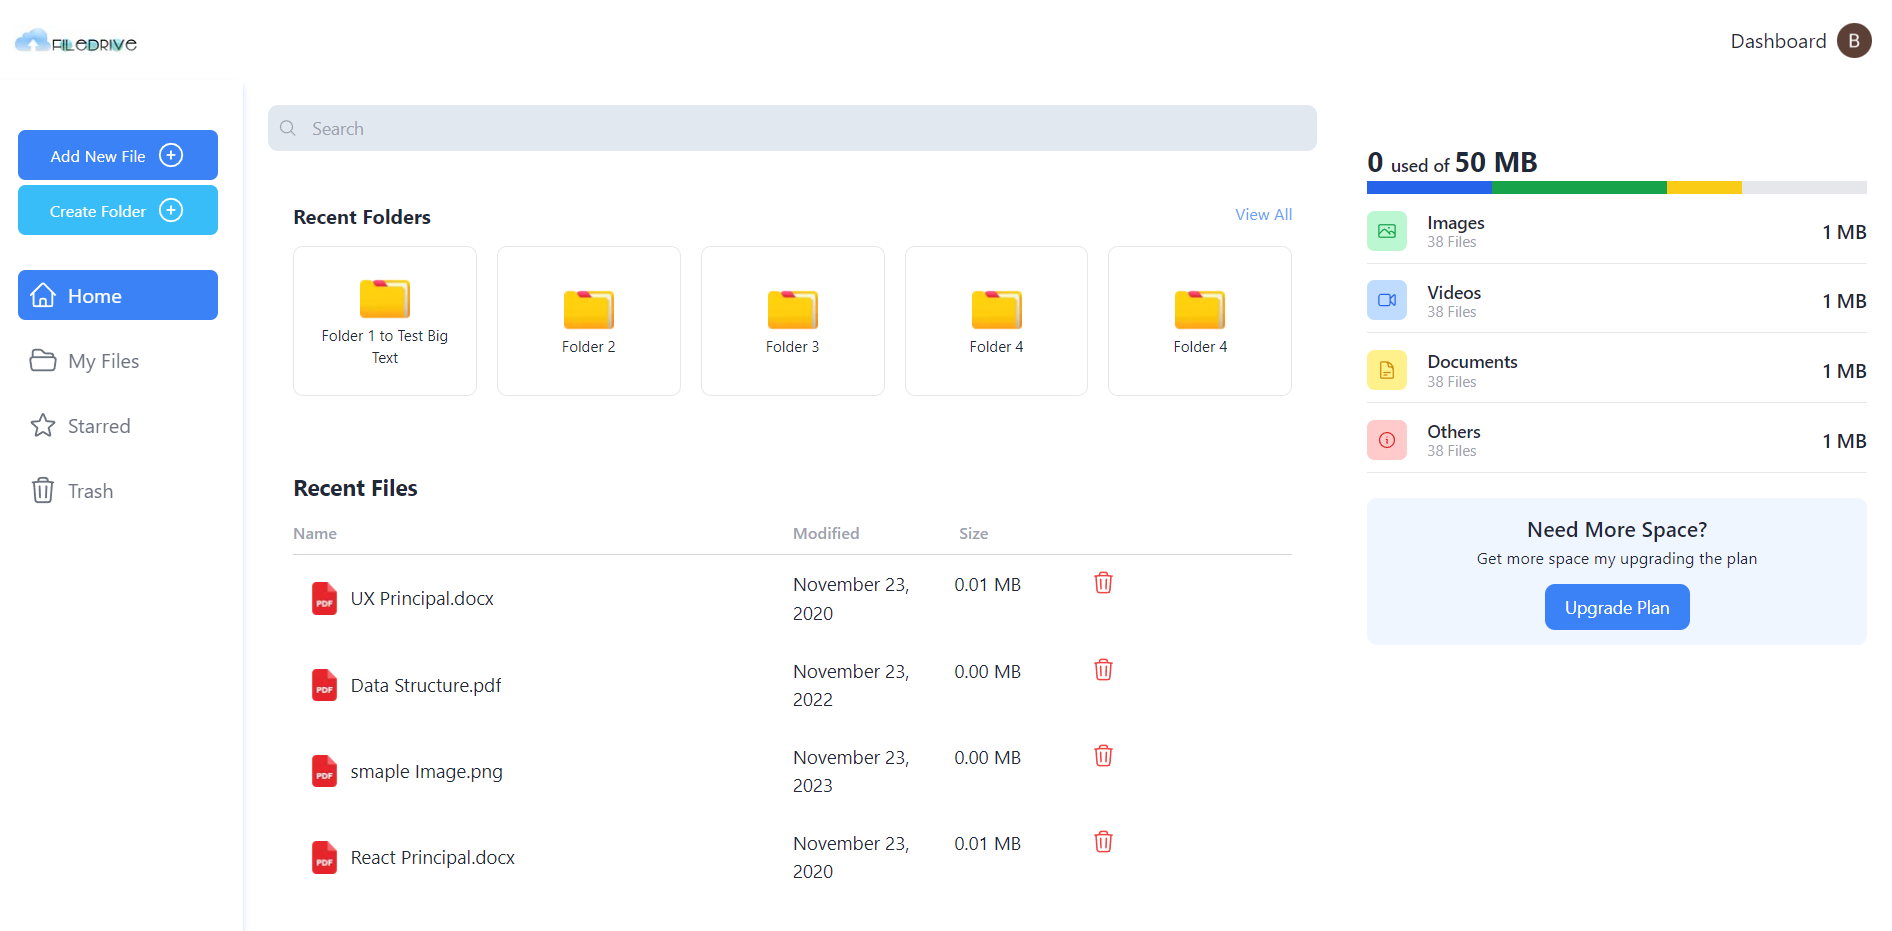 FILEDRIVE
Dashboard B
Add New File
Create Folder
Home
My Files
Starred
Trash
Search
Recent Folders
View All
Folder 1 to Test Big
Text
Folder 2
Folder 3
Folder 4
Folder 4
Recent Files
Name Modified Size
PDF UX Principal.docx November 23, 0.01 MB
2020
PDF Data Structure.pdf November 23, 0.00 MB
2022
PDF smaple Image.png November 23, 0.00 MB
2023
PDF React Principal.docx November 23, 0.01 MB
2020
0 used of 50 MB
Images
38 Files
1 MB
Videos
38 Files
1 MB
Documents
38 Files
1 MB
Others
38 Files
1 MB
Need More Space?
Get more space my upgrading the plan
Upgrade Plan